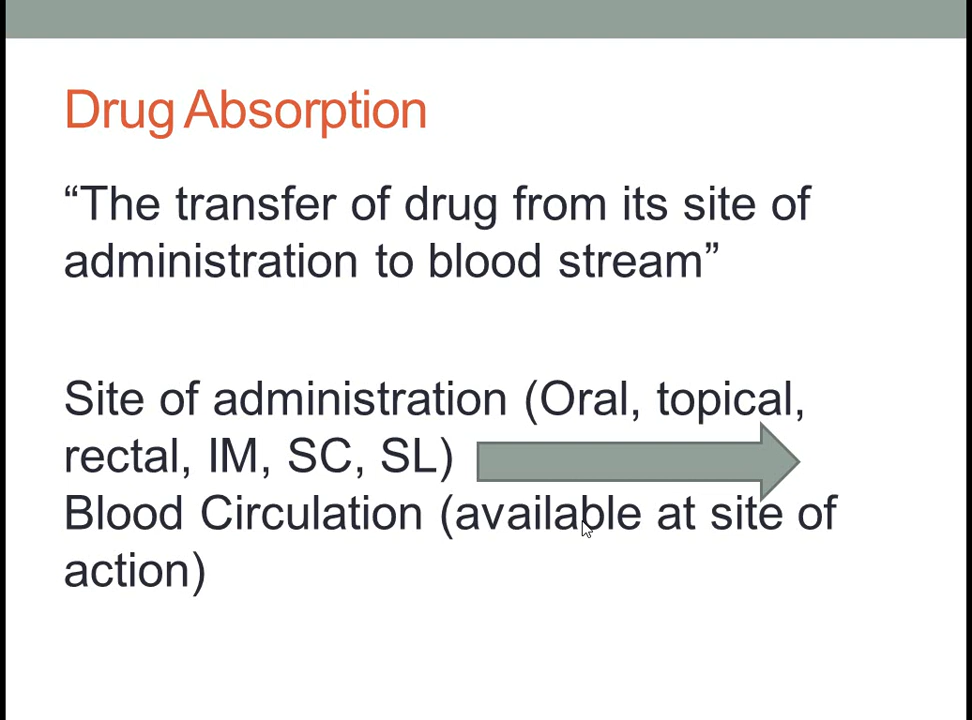 Drug Absorption
“The transfer of drug from its site of
administration to blood stream”
Site of administration (Oral, topical,
rectal, IM, SC, SL)
Blood Circulation (available at site of
action)